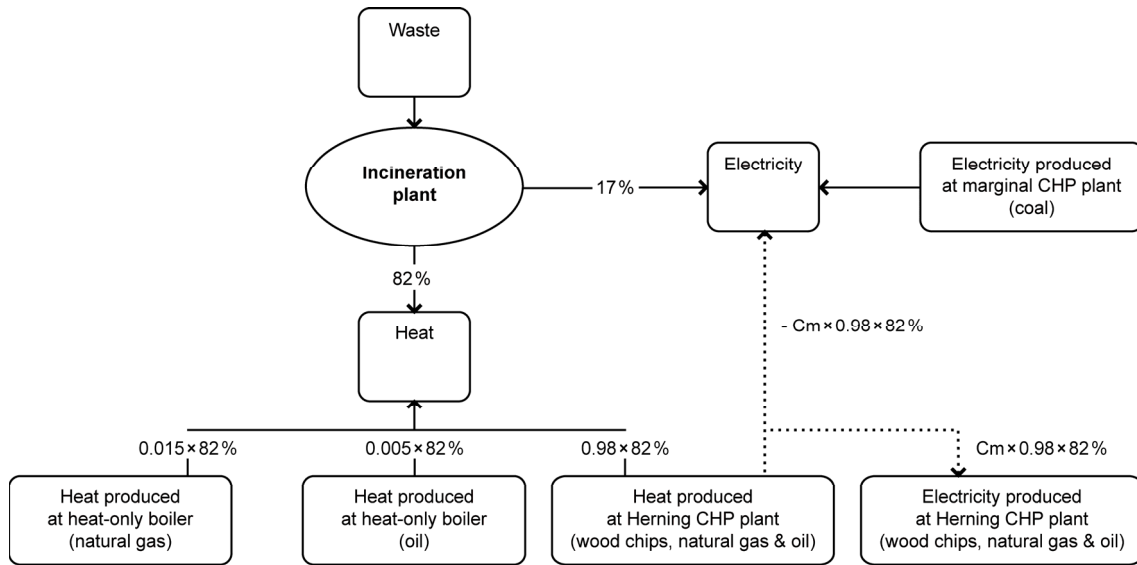 Waste
Incineration
plant
17%
Electricity
Electricity produced
at marginal CHP plant
(coal)
82%
Heat
- Cm×0.98×82%
0.015×82%
0.005×82%
0.98×82%
Cm×0.98×82%
Heat produced
at heat-only boiler
(natural gas)
Heat produced
at heat-only boiler
(oil)
Heat produced
at Herning CHP plant
(wood chips, natural gas & oil)
Electricity produced
at Herning CHP plant
(wood chips, natural gas & oil)